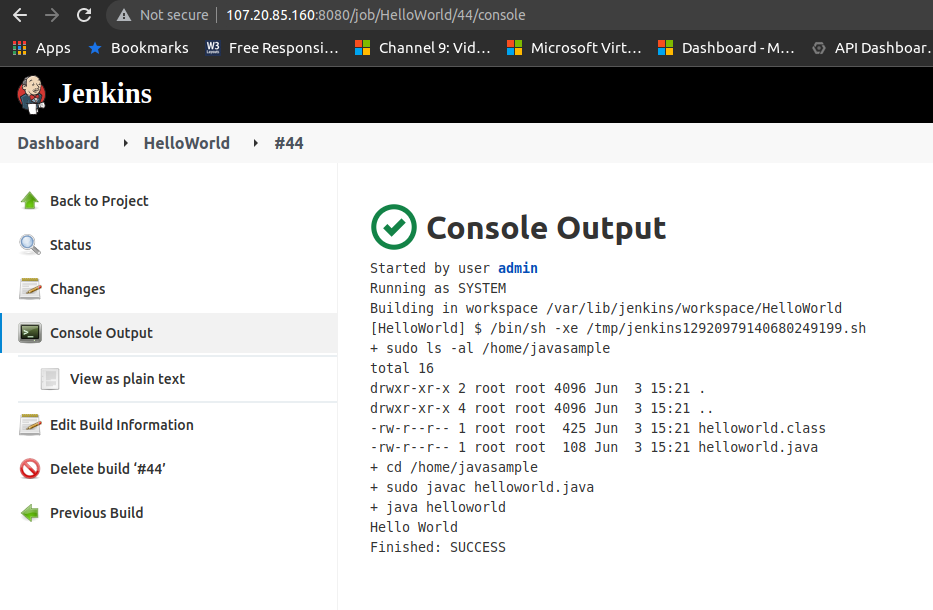 Not secure | 107.20.85.160:8080/job/HelloWorld/44/console
Apps Bookmarks W3 Free Responsi... Channel 9: Vid... Microsoft Virt... Dashboard - M... API Dashboar.
Jenkins
Dashboard HelloWorld #44
Back to Project
Status
Changes
Console Output
View as plain text
Edit Build Information
Delete build ‘#44’
Previous Build
Console Output
Started by user admin
Running as SYSTEM
Building in workspace /var/lib/jenkins/workspace/HelloWorld
[HelloWorld] $ /bin/sh -xe /tmp/jenkins12920979140680249199.sh
+ sudo ls -al /home/javasample
total 16
drwxr-xr-x 2 root root 4096 Jun  3 15:21 .
drwxr-xr-x 4 root root 4096 Jun  3 15:21 ..
-rw-r--r-- 1 root root  425 Jun  3 15:21 helloworld.class
-rw-r--r-- 1 root root  108 Jun  3 15:21 helloworld.java
+ cd /home/javasample
+ sudo javac helloworld.java
+ java helloworld
Hello World
Finished: SUCCESS